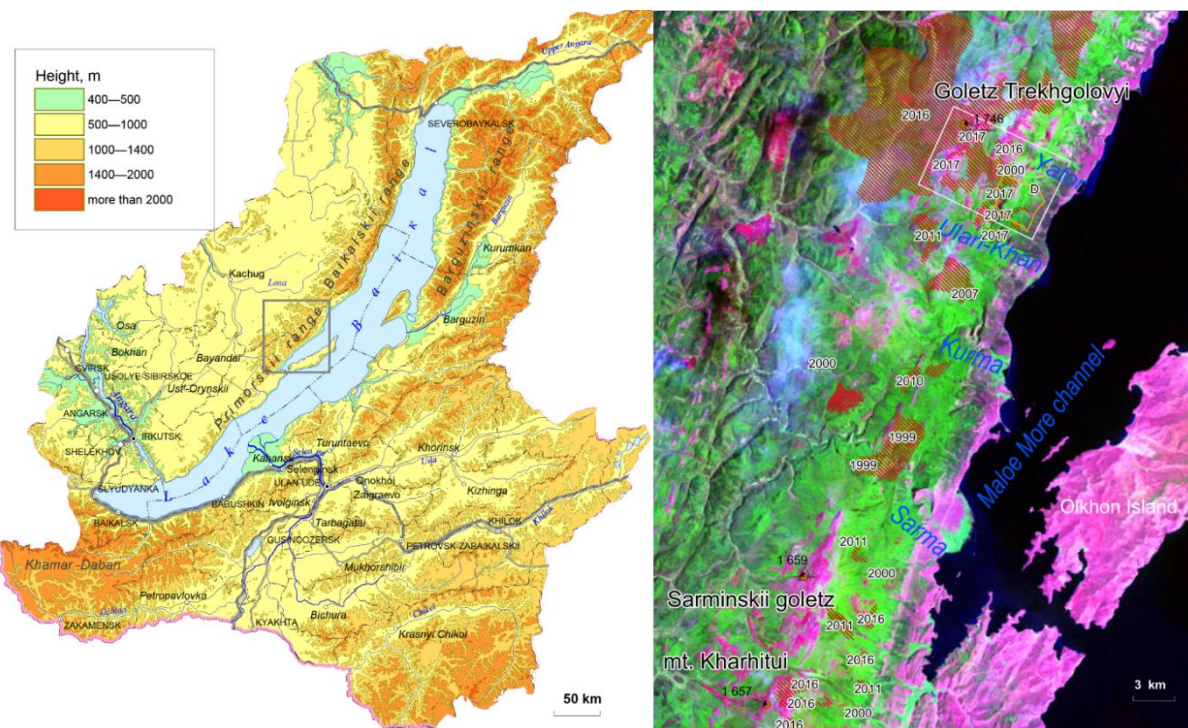 Height, m
400—500
500—1000
1000—1400
1400—2000
more than 2000
Upper Angara
SEVEROBAYKALSK
Baikalskii range
Barguzinskii range
Barguzin
Kurumkan
Kachug
Lena
Barguzin
Osa
Bokhan
Bayandai
SVIRSK
USOLYE-SIBIRSKOE
Ust'-Orynskii
Primorskii range
ANGARSK
Angara
IRKUTSK
SHELEKHOV
Lake Baikal
Turuntaevo
Khorinsk
Kabansk
Selenginsk
Uda
SLYUDYANKA
ULAN-UDE
Onokhoi
BABUSHKIN
Ivolginsk
Zaigraevo
Kizhinga
BAIKALSK
Tarbagatai
KHILOK
Khilok
GUSINOOZERSK
PETROVSK-ZABAIKALSKII
Khamar-Daban
Mukhorshibir
Petropavlovka
Bichura
Chikoi
Dzhida
ZAKAMENSK
KYAKHTA
Krasnyi Chikoi
50 km
Goletz Trekhgolovyi
2016
1 746
2017
2016
2017
2000
D
2017
2017
2011
2017
Ulan-Khan
2007
Kurma
2000
2010
Maloe More channel
1999
1999
Olkhon Island
Sarma
2011
1 659
2000
Sarminskii goletz
2016
2011
mt. Kharhitui
2016
2016
2011
1 657
2016
2000
2016
3 km